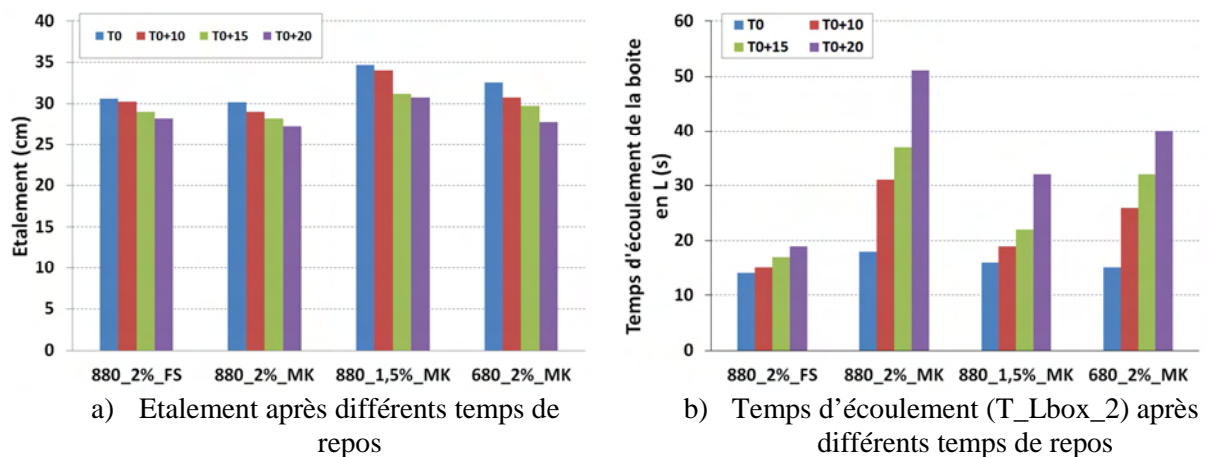 Etalement (cm)
40
35
30
25
20
15
10
5
0
T0 T0+10 T0+15 T0+20
880_2%_FS 880_2%_MK 880_1,5%_MK 680_2%_MK
a) Etalement après différents temps de
repos
Temps d'écoulement de la boite
en L (s)
60
50
40
30
20
10
0
T0 T0+10
T0+15 T0+20
880_2%_FS 880_2%_MK 880_1,5%_MK 680_2%_MK
b) Temps d’écoulement (T_Lbox_2) après
différents temps de repos